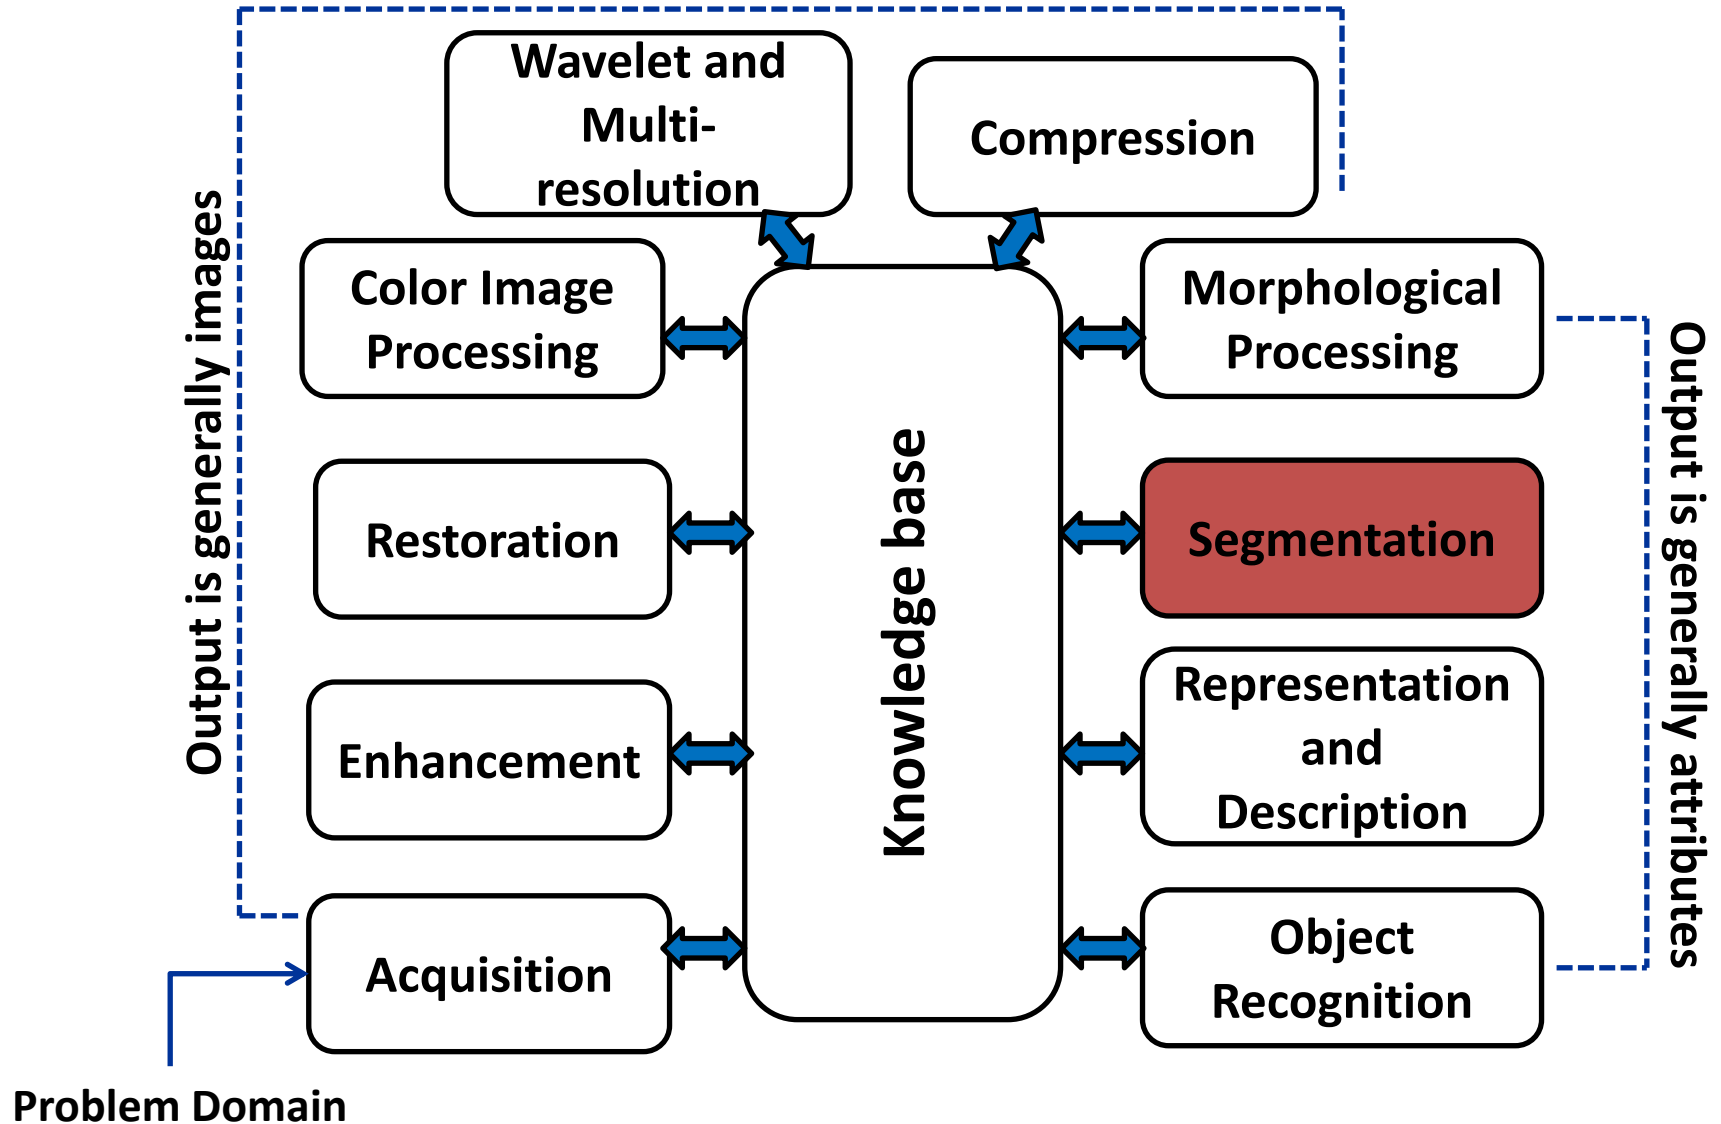 Wavelet and
Multi-
resolution
Compression
Output is generally images
Color Image
Processing
Morphological
Processing
Output is generally attributes
Knowledge base
Restoration
Segmentation
Enhancement
Representation
and
Description
Acquisition
Object
Recognition
Problem Domain